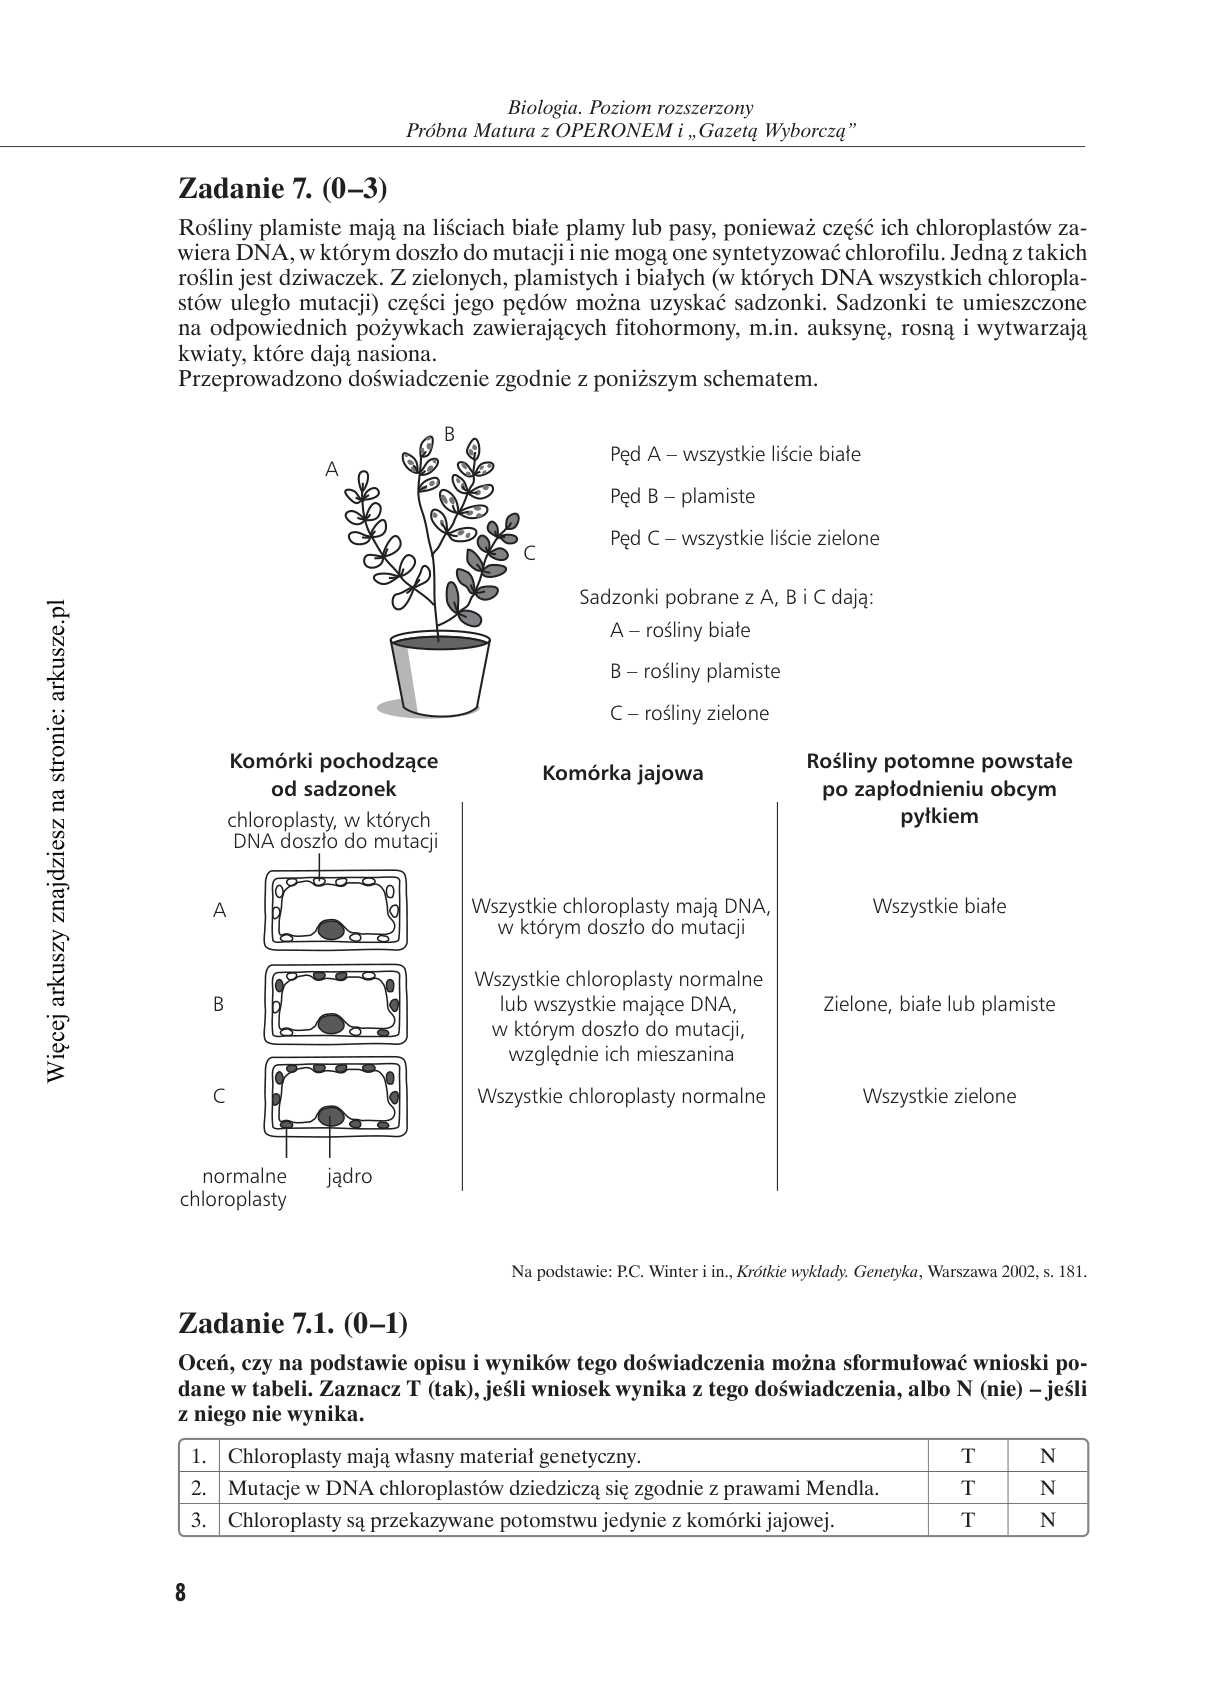 Biologia. Poziom rozszerzony
Próbna Matura z OPERONEM i „Gazetą Wyborczą”
Zadanie 7. (0–3)
Rośliny plamiste mają na liściach białe plamy lub pasy, ponieważ część ich chloroplastów za-
wiera DNA, w którym doszło do mutacji i nie mogą one syntetyzować chlorofilu. Jedną z takich
roślin jest dziwaczek. Z zielonych, plamistych i białych (w których DNA wszystkich chloropla-
stów uległo mutacji) części jego pędów można uzyskać sadzonki. Sadzonki te umieszczone
na odpowiednich pożywkach zawierających fitohormony, m.in. auksynę, rosną i wytwarzają
kwiaty, które dają nasiona.
Przeprowadzono doświadczenie zgodnie z poniższym schematem.
A
B
C
Pęd A – wszystkie liście białe
Pęd B – plamiste
Pęd C – wszystkie liście zielone
Sadzonki pobrane z A, B i C dają:
A – rośliny białe
B – rośliny plamiste
C – rośliny zielone
Komórki pochodzące
od sadzonek
Komórka jajowa
Rośliny potomne powstałe
po zapłodnieniu obcym
pyłkiem
chloroplasty, w których
DNA doszło do mutacji
A
Wszystkie chloroplasty mają DNA,
w którym doszło do mutacji
Wszystkie białe
B
Wszystkie chloroplasty normalne
lub wszystkie mające DNA,
w którym doszło do mutacji,
względnie ich mieszanina
Zielone, białe lub plamiste
C
Wszystkie chloroplasty normalne
Wszystkie zielone
normalne
chloroplasty
jądro
Na podstawie: P.C. Winter i in., Krótkie wykłady. Genetyka, Warszawa 2002, s. 181.
Zadanie 7.1. (0–1)
Oceń, czy na podstawie opisu i wyników tego doświadczenia można sformułować wnioski po-
dane w tabeli. Zaznacz T (tak), jeśli wniosek wynika z tego doświadczenia, albo N (nie) – jeśli
z niego nie wynika.
1. Chloroplasty mają własny materiał genetyczny. T N
2. Mutacje w DNA chloroplastów dziedziczą się zgodnie z prawami Mendla. T N
3. Chloroplasty są przekazywane potomstwu jedynie z komórki jajowej. T N
8
Więcej arkuszy znajdziesz na stronie: arkusze.pl